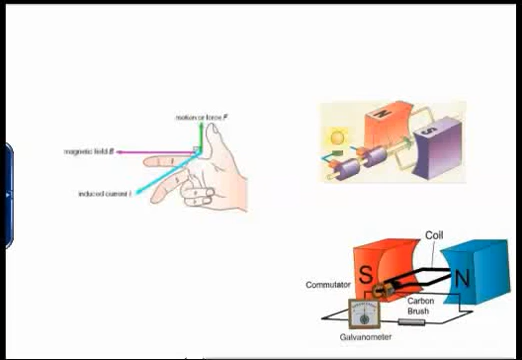 motion or force F
magnetic field B
induced current I
N
S
Coil
S
N
Commutator
Carbon
Brush
Galvanometer